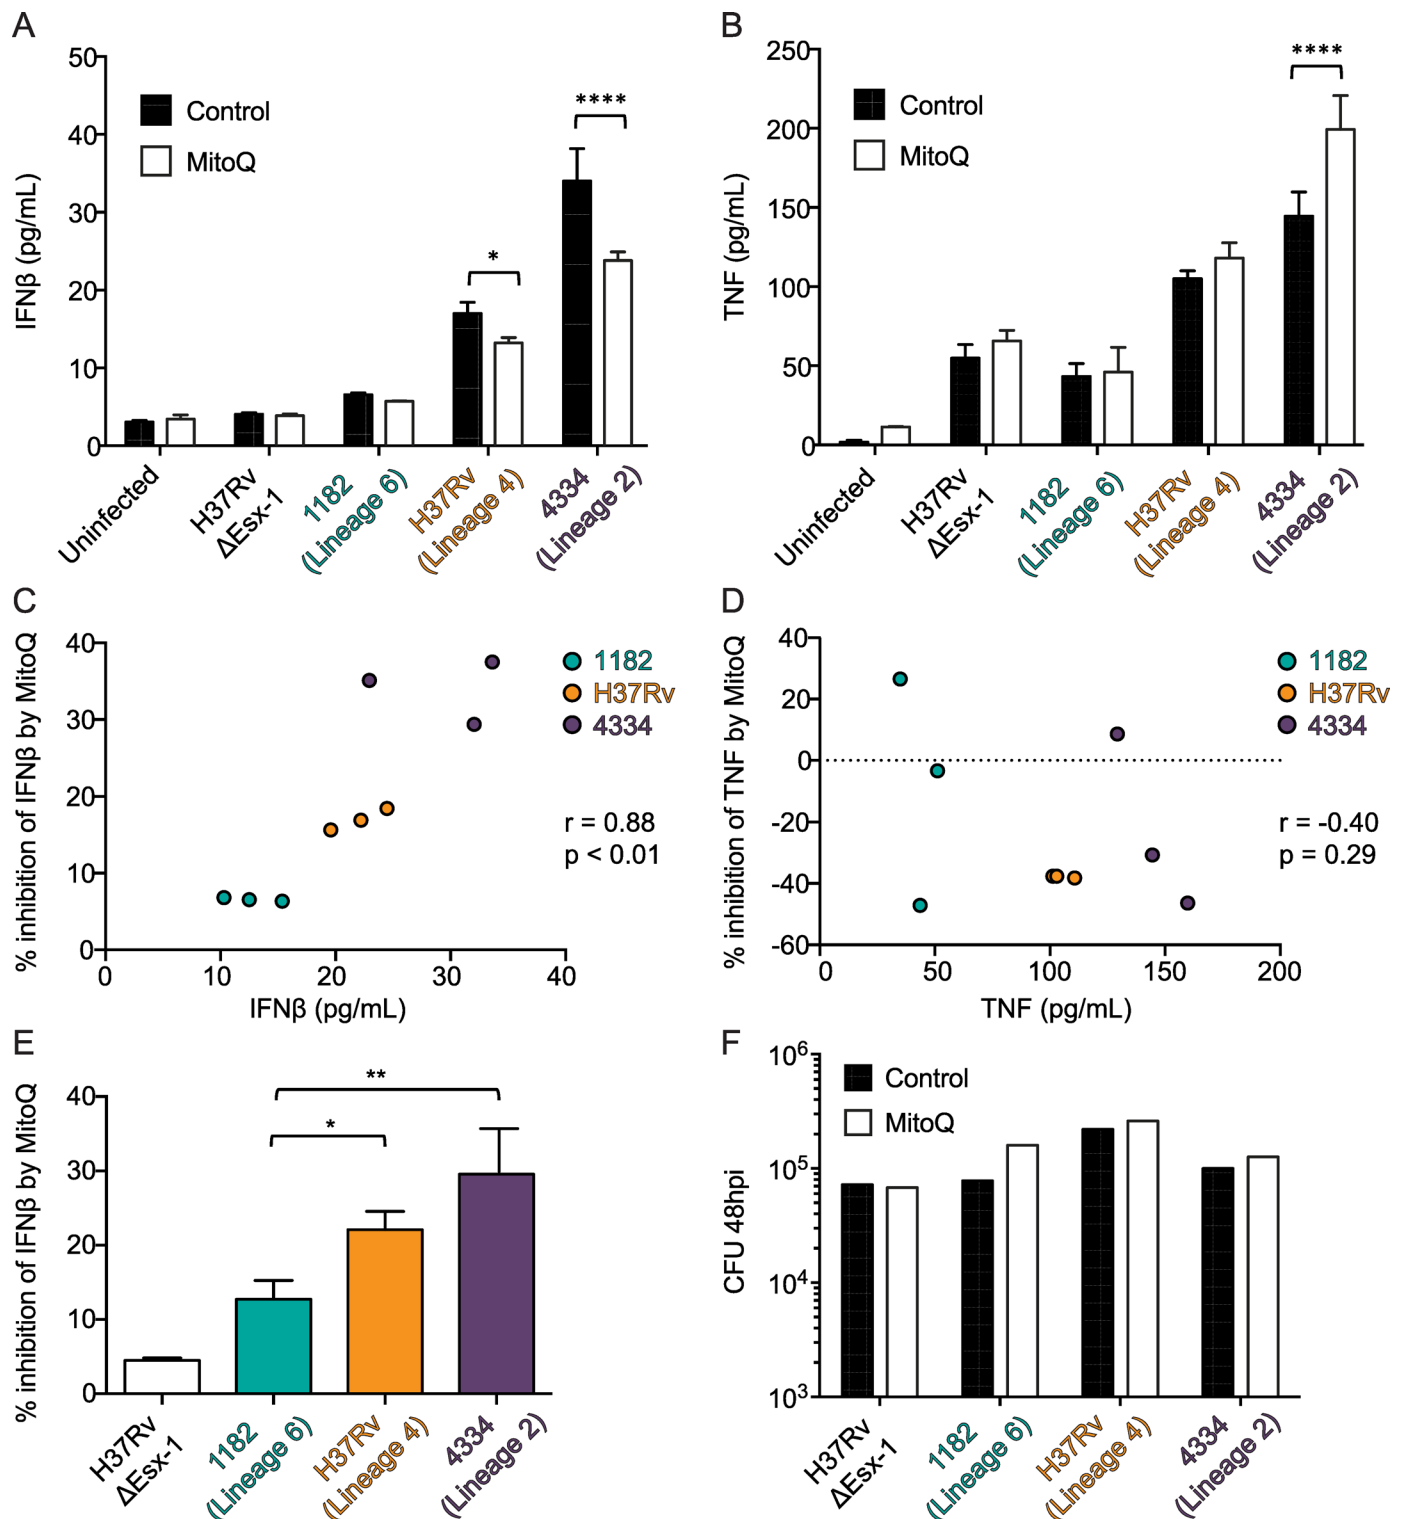 A
IFNβ (pg/mL)
50
40
30
20
10
0
Control
MitoQ
*
****
Uninfected
H37Rv
ΔEsx-1
1182
(Lineage 6)
H37Rv
(Lineage 4)
4334
(Lineage 2)
B
TNF (pg/mL)
250
200
150
100
50
0
Control
MitoQ
****
Uninfected
H37Rv
ΔEsx-1
1182
(Lineage 6)
H37Rv
(Lineage 4)
4334
(Lineage 2)
C
% inhibition of IFNβ by MitoQ
40
30
20
10
0
0 10 20 30 40
IFNβ (pg/mL)
1182
H37Rv
4334
r = 0.88
p < 0.01
D
% inhibition of TNF by MitoQ
40
20
0
-20
-40
-60
0 50 100 150 200
TNF (pg/mL)
1182
H37Rv
4334
r = -0.40
p = 0.29
E
% inhibition of IFNβ by MitoQ
40
30
20
10
0
**
*
H37Rv
ΔEsx-1
1182
(Lineage 6)
H37Rv
(Lineage 4)
4334
(Lineage 2)
F
CFU 48hpi
10⁶
10⁵
10⁴
10³
Control
MitoQ
H37Rv
ΔEsx-1
1182
(Lineage 6)
H37Rv
(Lineage 4)
4334
(Lineage 2)